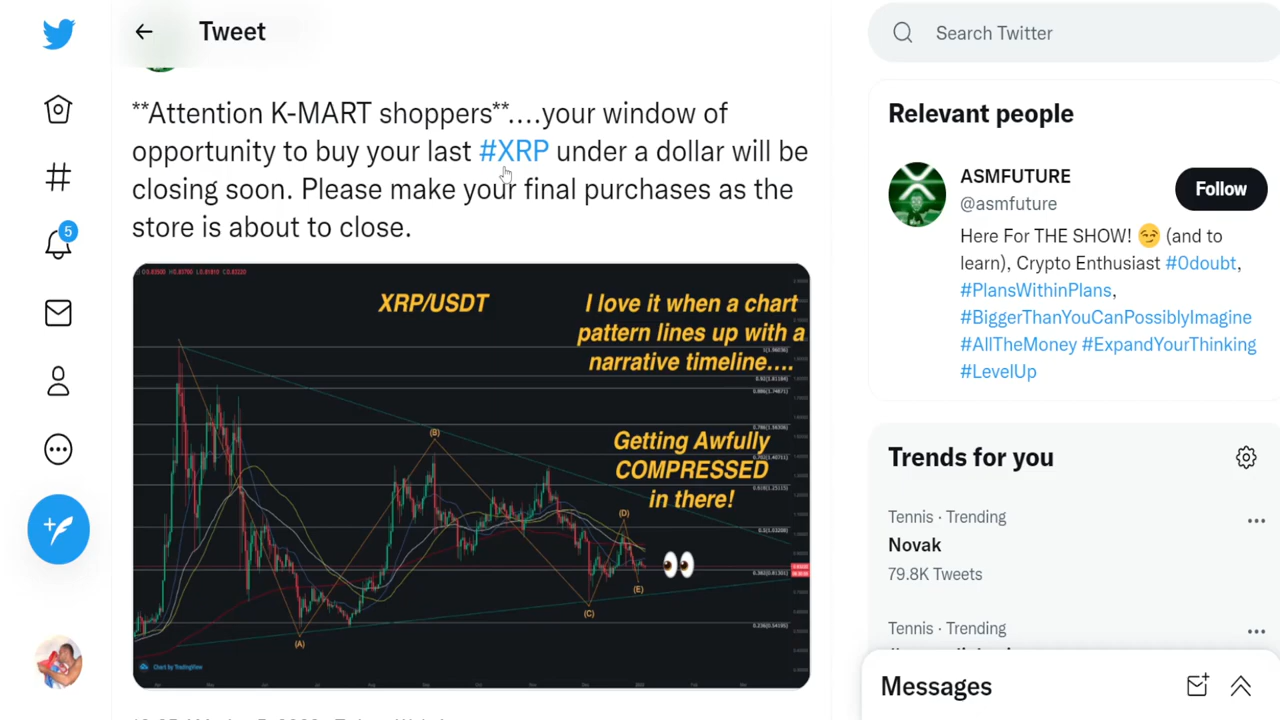 Tweet
Search Twitter
**Attention K-MART shoppers**....your window of
opportunity to buy your last #XRP under a dollar will be
closing soon. Please make your final purchases as the
store is about to close.
XRP/USDT
I love it when a chart
pattern lines up with a
narrative timeline....
Getting Awfully
COMPRESSED
in there!
(B)
(D)
(E)
(C)
(A)
Chart by TradingView
5
Relevant people
ASMFUTURE
@asmfuture
Follow
Here For THE SHOW! 😏 (and to
learn), Crypto Enthusiast #0doubt,
#PlansWithinPlans,
#BiggerThanYouCanPossiblyImagine
#AllTheMoney #ExpandYourThinking
#LevelUp
Trends for you
Tennis · Trending
Novak
79.8K Tweets
Tennis · Trending
Messages